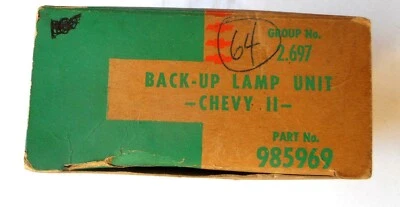 GROUP No.
64
2.697
BACK-UP LAMP UNIT
-CHEVY II-
PART No.
985969